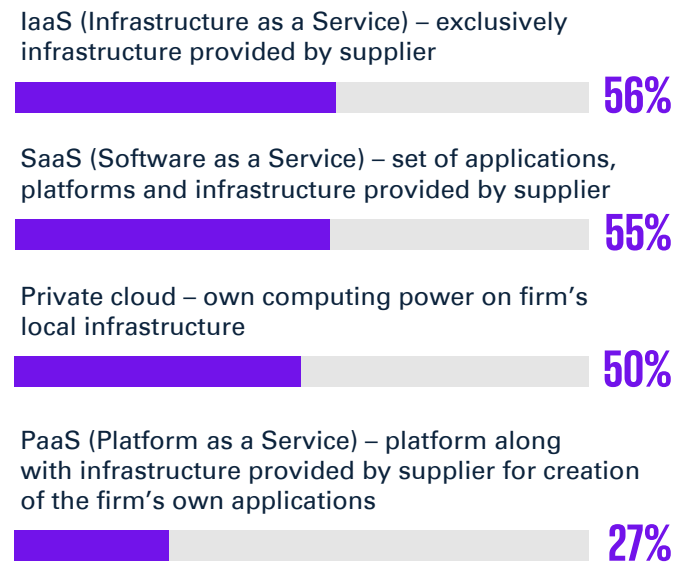 IaaS (Infrastructure as a Service) – exclusively
infrastructure provided by supplier
56%
SaaS (Software as a Service) – set of applications,
platforms and infrastructure provided by supplier
55%
Private cloud – own computing power on firm’s
local infrastructure
50%
PaaS (Platform as a Service) – platform along
with infrastructure provided by supplier for creation
of the firm’s own applications
27%